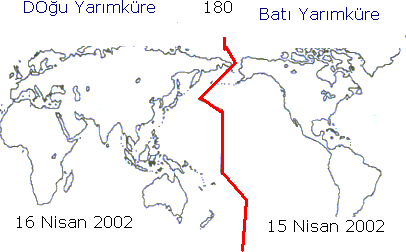 DOğu Yarımküre
180
Batı Yarımküre
16 Nisan 2002
15 Nisan 2002